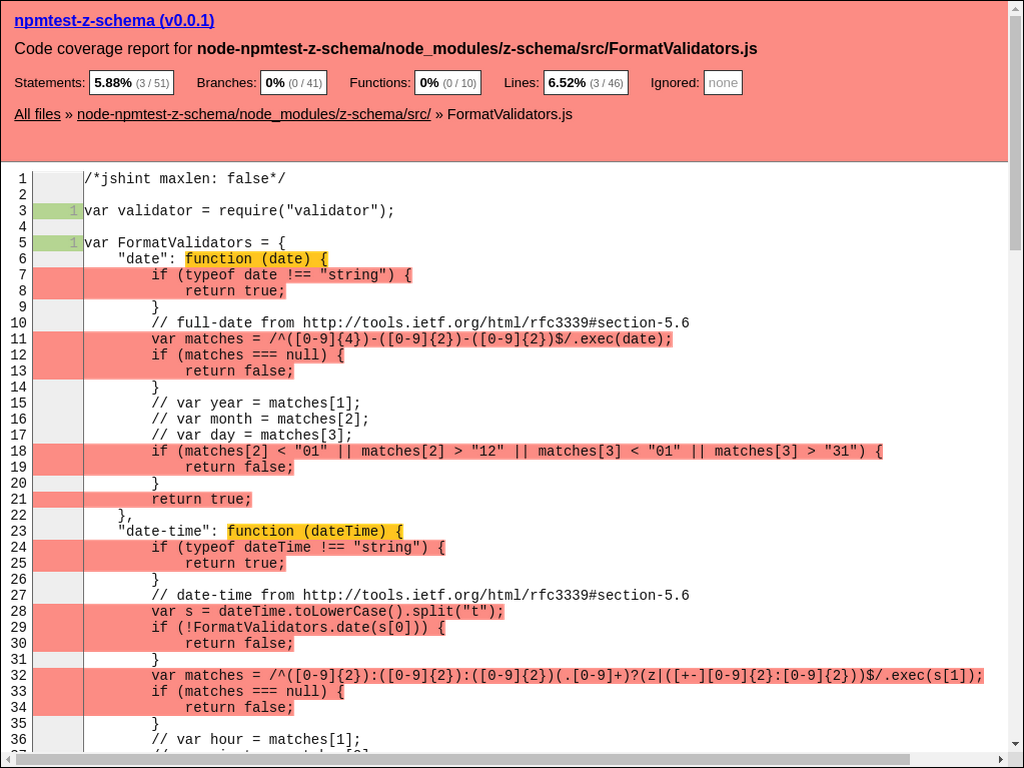 npmtest-z-schema (v0.0.1)
Code coverage report for node-npmtest-z-schema/node_modules/z-schema/src/FormatValidators.js
Statements: 5.88% (3 / 51) Branches: 0% (0 / 41) Functions: 0% (0 / 10) Lines: 6.52% (3 / 46) Ignored: none
All files » node-npmtest-z-schema/node_modules/z-schema/src/ » FormatValidators.js
1 /*jshint maxlen: false*/
2
3 1 var validator = require("validator");
4
5 1 var FormatValidators = {
6 "date": function (date) {
7 if (typeof date !== "string") {
8 return true;
9 }
10 // full-date from http://tools.ietf.org/html/rfc3339#section-5.6
11 var matches = /^([0-9]{4})-([0-9]{2})-([0-9]{2})$/.exec(date);
12 if (matches === null) {
13 return false;
14 }
15 // var year = matches[1];
16 // var month = matches[2];
17 // var day = matches[3];
18 if (matches[2] < "01" || matches[2] > "12" || matches[3] < "01" || matches[3] > "31") {
19 return false;
20 }
21 return true;
22 },
23 "date-time": function (dateTime) {
24 if (typeof dateTime !== "string") {
25 return true;
26 }
27 // date-time from http://tools.ietf.org/html/rfc3339#section-5.6
28 var s = dateTime.toLowerCase().split("t");
29 if (!FormatValidators.date(s[0])) {
30 return false;
31 }
32 var matches = /^([0-9]{2}):([0-9]{2}):([0-9]{2})(.[0-9]+)?(z|([+-][0-9]{2}:[0-9]{2}))$/.exec(s[1]);
33 if (matches === null) {
34 return false;
35 }
36 // var hour = matches[1];